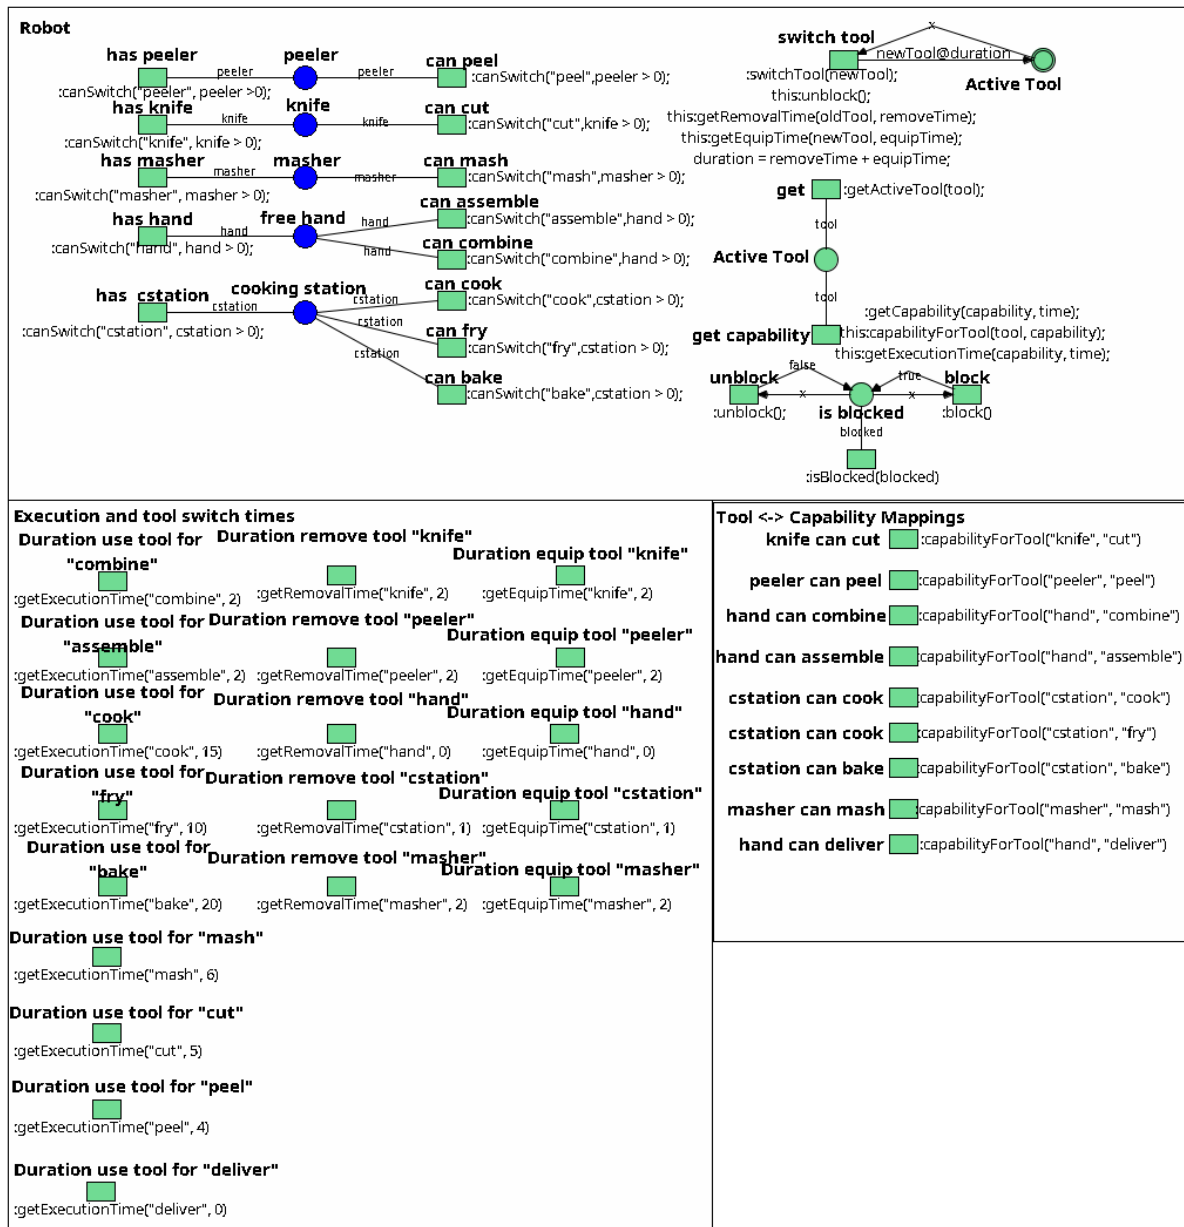 Robot
has peeler
peeler
can peel
peeler
peeler
:canSwitch("peeler", peeler >0);
:canSwitch("peel",peeler > 0);
has knife
knife
can cut
knife
knife
:canSwitch("knife", knife > 0);
:canSwitch("cut",knife > 0);
has masher
masher
can mash
masher
masher
:canSwitch("masher", masher > 0);
:canSwitch("mash",masher > 0);
has hand
free hand
can assemble
hand
hand
:canSwitch("hand", hand > 0);
:canSwitch("assemble",hand > 0);
can combine
hand
:canSwitch("combine",hand > 0);
has cstation
cooking station
can cook
cstation
cstation
:canSwitch("cstation", cstation > 0);
:canSwitch("cook",cstation > 0);
can fry
cstation
:canSwitch("fry",cstation > 0);
can bake
cstation
:canSwitch("bake",cstation > 0);
x
switch tool
newTool@duration
Active Tool
:switchTool(newTool);
this:unblock();
this:getRemovalTime(oldTool, removeTime);
this:getEquipTime(newTool, equipTime);
duration = removeTime + equipTime;
get
:getActiveTool(tool);
tool
Active Tool
tool
:getCapability(capability, time);
get capability
this:capabilityForTool(tool, capability);
this:getExecutionTime(capability, time);
unblock
false
true
block
x
x
:unblock();
is blocked
:block()
blocked
:isBlocked(blocked)
Execution and tool switch times
Duration use tool for
"combine"
:getExecutionTime("combine", 2)
Duration remove tool "knife"
:getRemovalTime("knife", 2)
Duration equip tool "knife"
:getEquipTime("knife", 2)
Duration use tool for
"assemble"
:getExecutionTime("assemble", 2)
Duration remove tool "peeler"
:getRemovalTime("peeler", 2)
Duration equip tool "peeler"
:getEquipTime("peeler", 2)
Duration use tool for
"cook"
:getExecutionTime("cook", 15)
Duration remove tool "hand"
:getRemovalTime("hand", 0)
Duration equip tool "hand"
:getEquipTime("hand", 0)
Duration use tool for
"fry"
:getExecutionTime("fry", 10)
Duration remove tool "cstation"
:getRemovalTime("cstation", 1)
Duration equip tool "cstation"
:getEquipTime("cstation", 1)
Duration use tool for
"bake"
:getExecutionTime("bake", 20)
Duration remove tool "masher"
:getRemovalTime("masher", 2)
Duration equip tool "masher"
:getEquipTime("masher", 2)
Duration use tool for "mash"
:getExecutionTime("mash", 6)
Duration use tool for "cut"
:getExecutionTime("cut", 5)
Duration use tool for "peel"
:getExecutionTime("peel", 4)
Duration use tool for "deliver"
:getExecutionTime("deliver", 0)
Tool <-> Capability Mappings
knife can cut :capabilityForTool("knife", "cut")
peeler can peel :capabilityForTool("peeler", "peel")
hand can combine :capabilityForTool("hand", "combine")
hand can assemble :capabilityForTool("hand", "assemble")
cstation can cook :capabilityForTool("cstation", "cook")
cstation can cook :capabilityForTool("cstation", "fry")
cstation can bake :capabilityForTool("cstation", "bake")
masher can mash :capabilityForTool("masher", "mash")
hand can deliver :capabilityForTool("hand", "deliver")